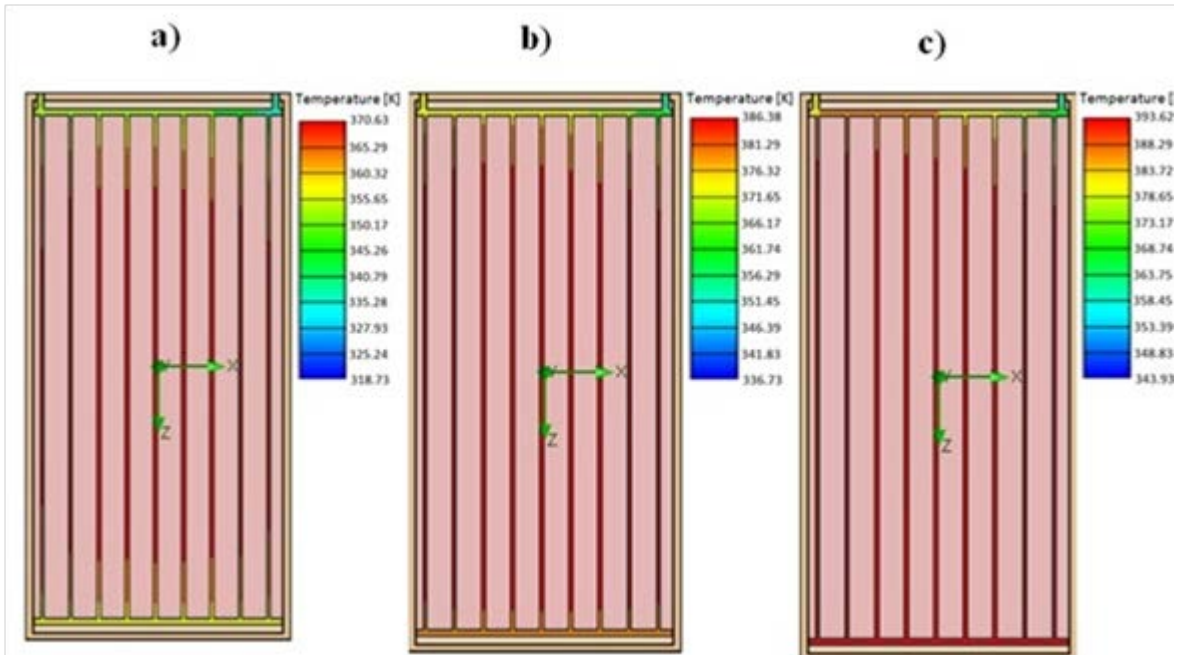 a)
b)
c)
Temperature [K]
370.63
365.29
360.32
355.65
350.17
345.26
340.79
335.28
327.93
325.24
318.73
X
Z
Temperature [K]
386.38
381.29
376.32
371.65
366.17
361.74
356.29
351.45
346.39
341.83
336.73
X
Z
Temperature [
393.62
388.29
383.72
378.65
373.17
368.74
363.75
358.45
353.39
348.83
343.93
X
Z